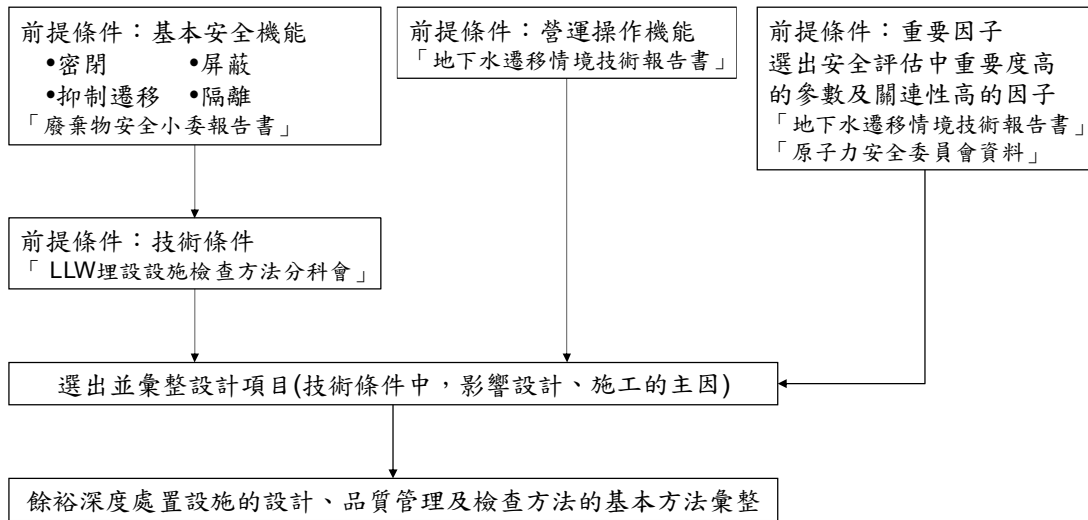 前提條件：基本安全機能
•密閉 •屏蔽
•抑制遷移 •隔離
「廢棄物安全小委報告書」
前提條件：營運操作機能
「地下水遷移情境技術報告書」
前提條件：重要因子
選出安全評估中重要度高
的參數及關連性高的因子
「地下水遷移情境技術報告書」
「原子力安全委員會資料」
前提條件：技術條件
「 LLW埋設設施檢查方法分科會」
選出並彙整設計項目(技術條件中，影響設計、施工的主因)
餘裕深度處置設施的設計、品質管理及檢查方法的基本方法彙整